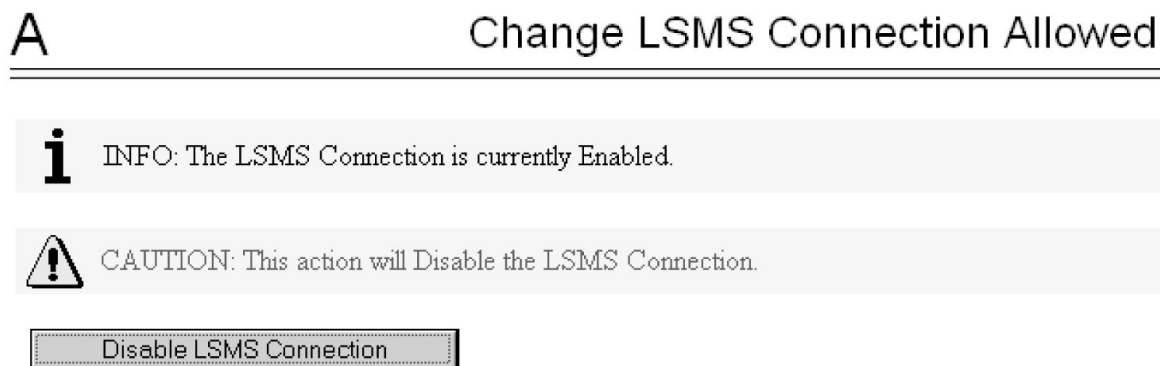 A
Change LSMS Connection Allowed
INFO: The LSMS Connection is currently Enabled.
CAUTION: This action will Disable the LSMS Connection.
Disable LSMS Connection